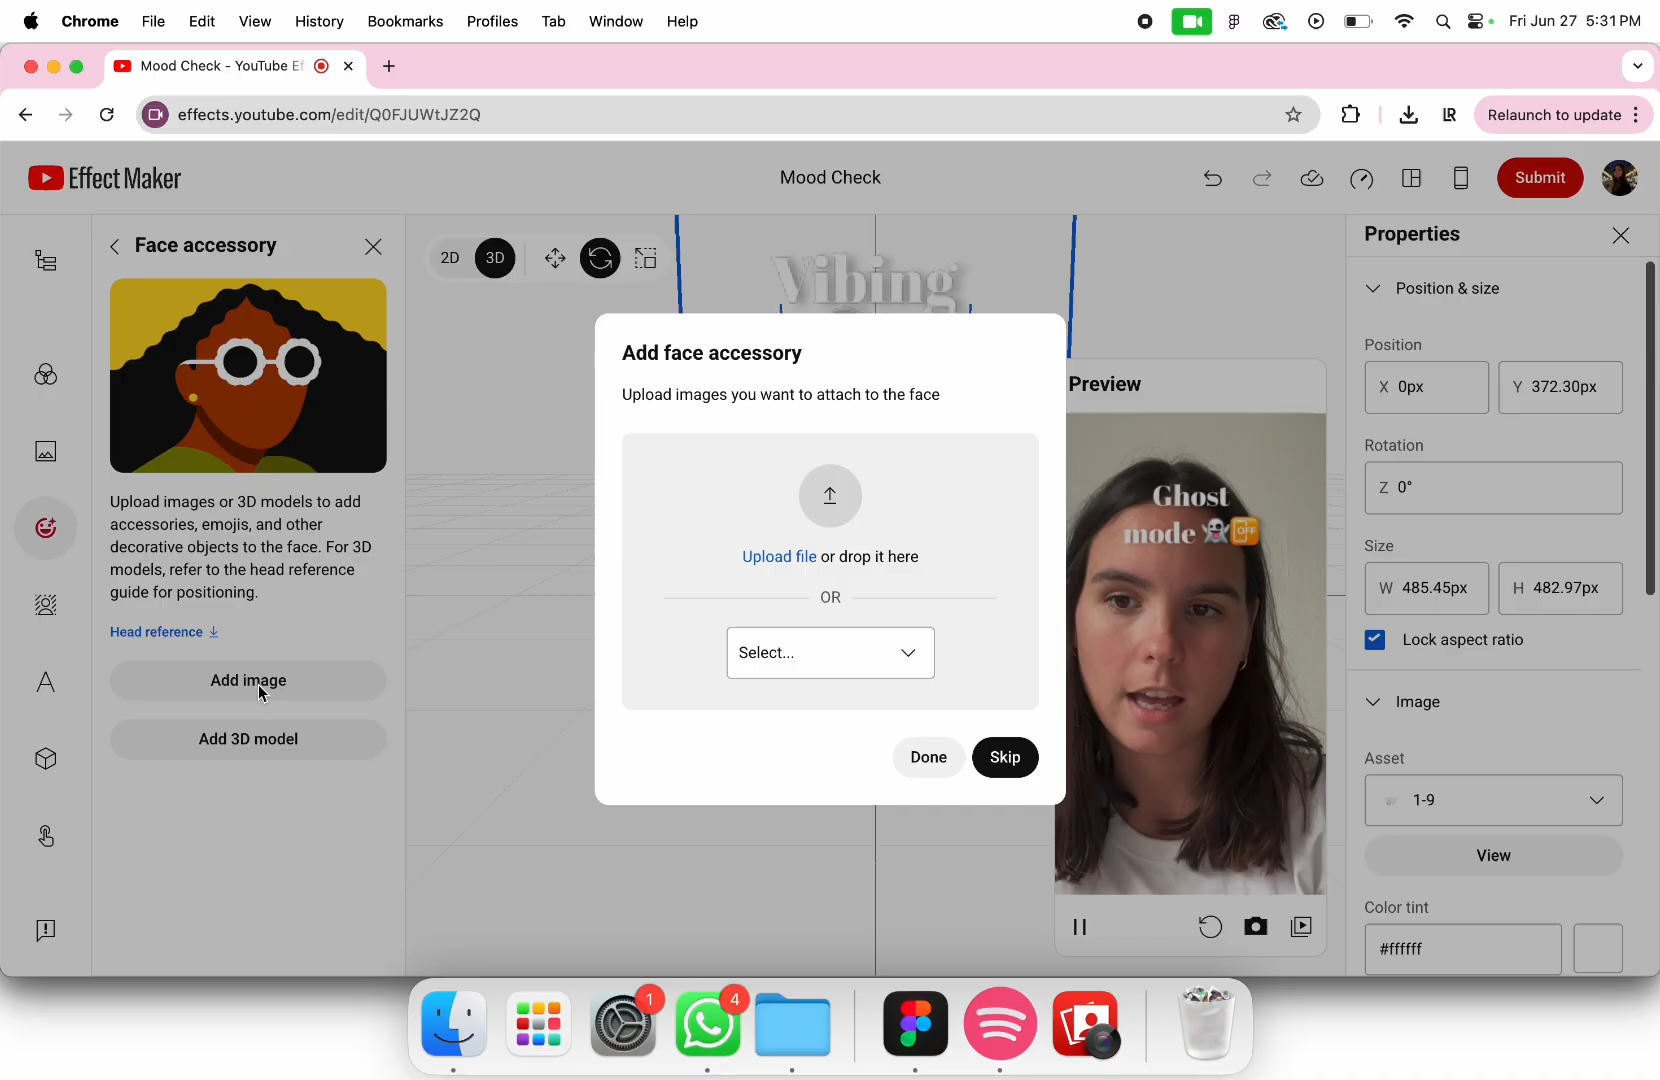 Chrome File Edit View History Bookmarks Profiles Tab Window Help Fri Jun 27 5:31 PM
Mood Check - YouTube Ef
effects.youtube.com/edit/Q0FJUWtJZ2Q Relaunch to update
Effect Maker
Mood Check
Submit
Face accessory
Upload images or 3D models to add
accessories, emojis, and other
decorative objects to the face. For 3D
models, refer to the head reference
guide for positioning.
Head reference
Add image
Add 3D model
2D 3D
Vibing
Add face accessory
Upload images you want to attach to the face
Upload file or drop it here
OR
Select...
Done Skip
Preview
Ghost
mode 👻📴
OFF
Properties
Position & size
Position
X 0px Y 372.30px
Rotation
Z 0°
Size
W 485.45px H 482.97px
Lock aspect ratio
Image
Asset
1-9
View
Color tint
#ffffff
1
4